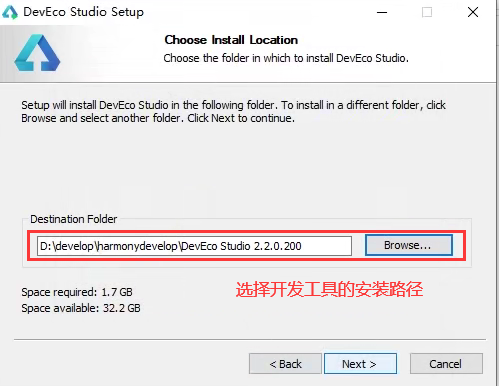 DevEco Studio Setup
Choose Install Location
Choose the folder in which to install DevEco Studio.
Setup will install DevEco Studio in the following folder. To install in a different folder, click
Browse and select another folder. Click Next to continue.
Destination Folder
D:\develop\harmonydevelop\DevEco Studio 2.2.0.200
Browse...
选择开发工具的安装路径
Space required: 1.7 GB
Space available: 32.2 GB
< Back
Next >
Cancel